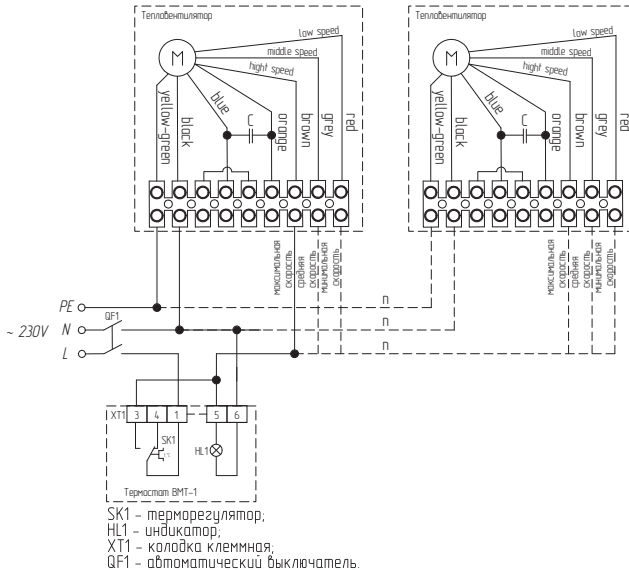 Тепловентилятор
low speed
middle speed
hight speed
M
yellow-green
black
blue
C
orange
brown
grey
red
максимальная скорость
средняя скорость
минимальная скорость
Тепловентилятор
low speed
middle speed
hight speed
M
yellow-green
black
blue
C
orange
brown
grey
red
максимальная скорость
средняя скорость
минимальная скорость
PE
n
QF1
~ 230V N
n
L
n
XT1 3 4 1 5 6
SK1
t°C
HL1
Термостат ВМТ-1
SK1 – терморегулятор;
HL1 – индикатор;
XT1 – колодка клеммная;
QF1 – автоматический выключатель.